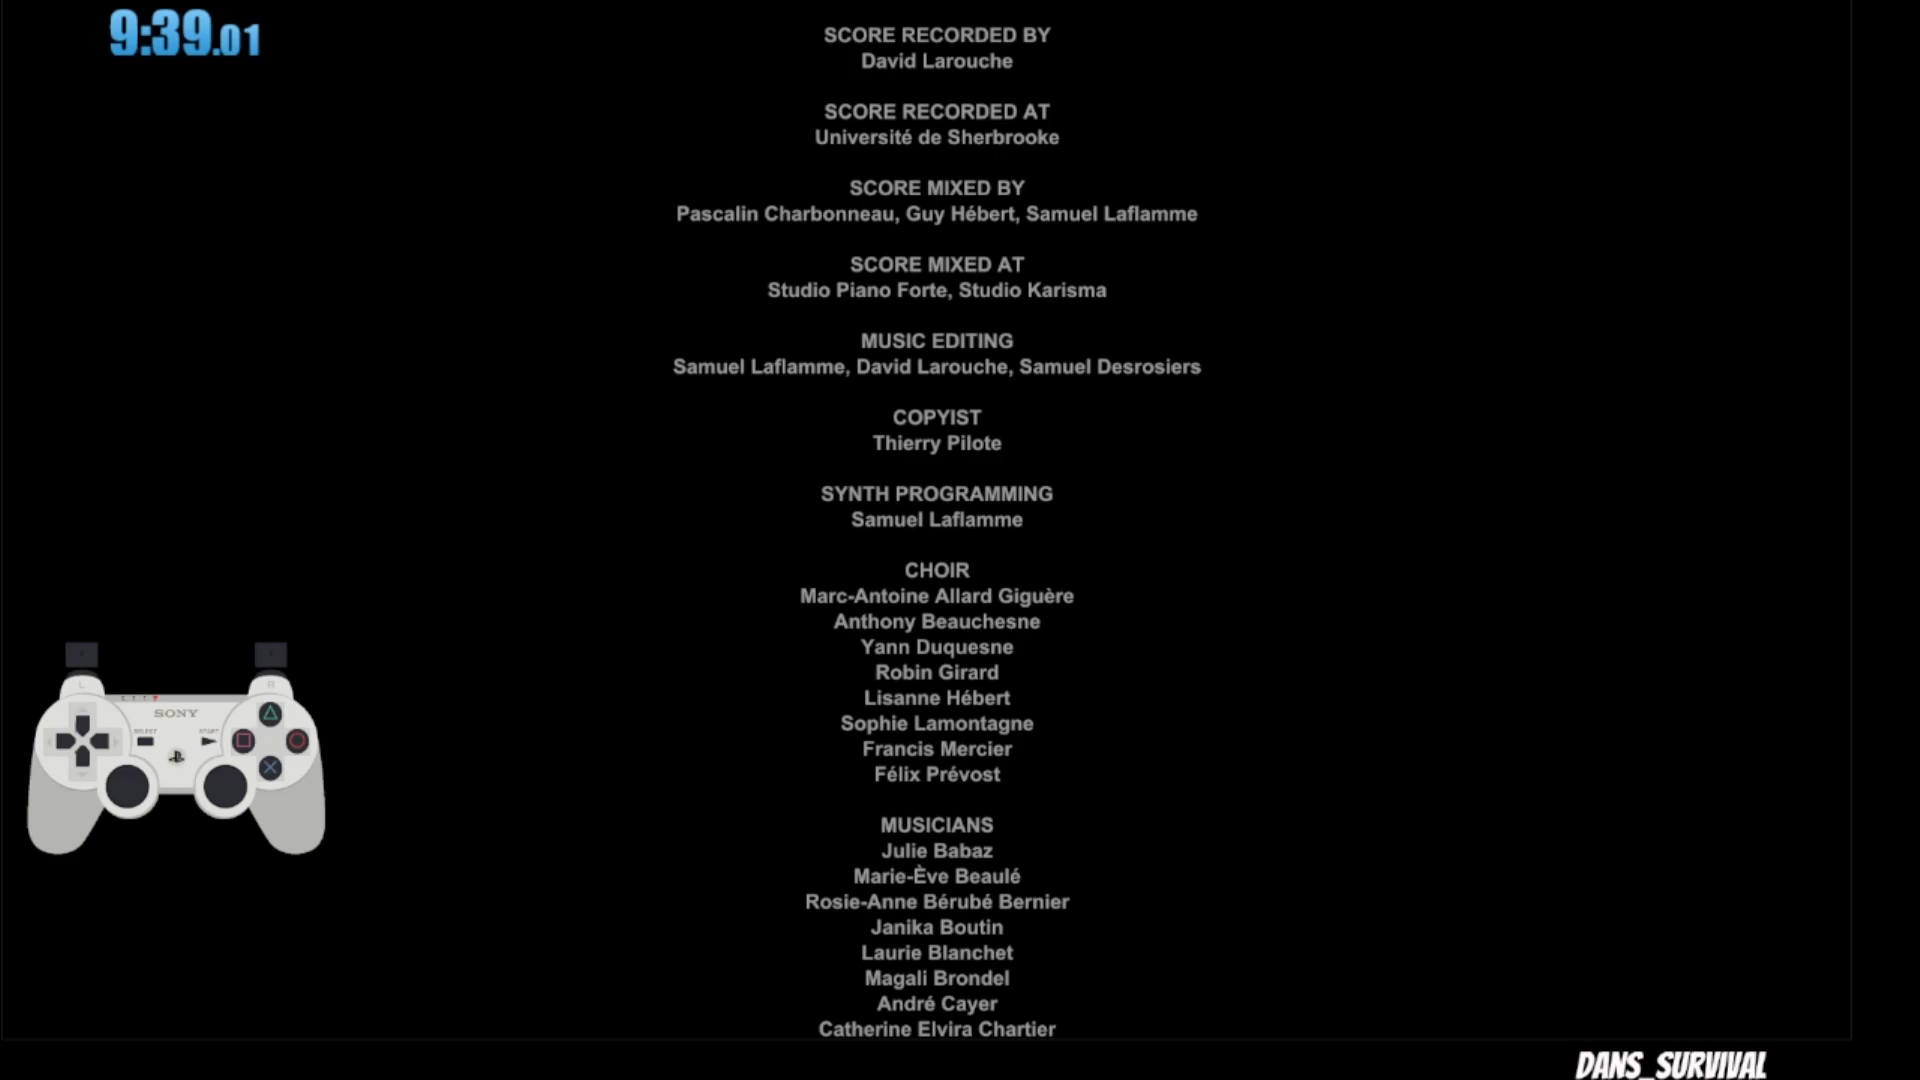 9:39.01
SCORE RECORDED BY
David Larouche
SCORE RECORDED AT
Université de Sherbrooke
SCORE MIXED BY
Pascalin Charbonneau, Guy Hébert, Samuel Laflamme
SCORE MIXED AT
Studio Piano Forte, Studio Karisma
MUSIC EDITING
Samuel Laflamme, David Larouche, Samuel Desrosiers
COPYIST
Thierry Pilote
SYNTH PROGRAMMING
Samuel Laflamme
CHOIR
Marc-Antoine Allard Giguère
Anthony Beauchesne
Yann Duquesne
Robin Girard
Lisanne Hébert
Sophie Lamontagne
Francis Mercier
Félix Prévost
MUSICIANS
Julie Babaz
Marie-Ève Beaulé
Rosie-Anne Bérubé Bernier
Janika Boutin
Laurie Blanchet
Magali Brondel
André Cayer
Catherine Elvira Chartier
L R
SONY
SELECT START
DANS_SURVIVAL